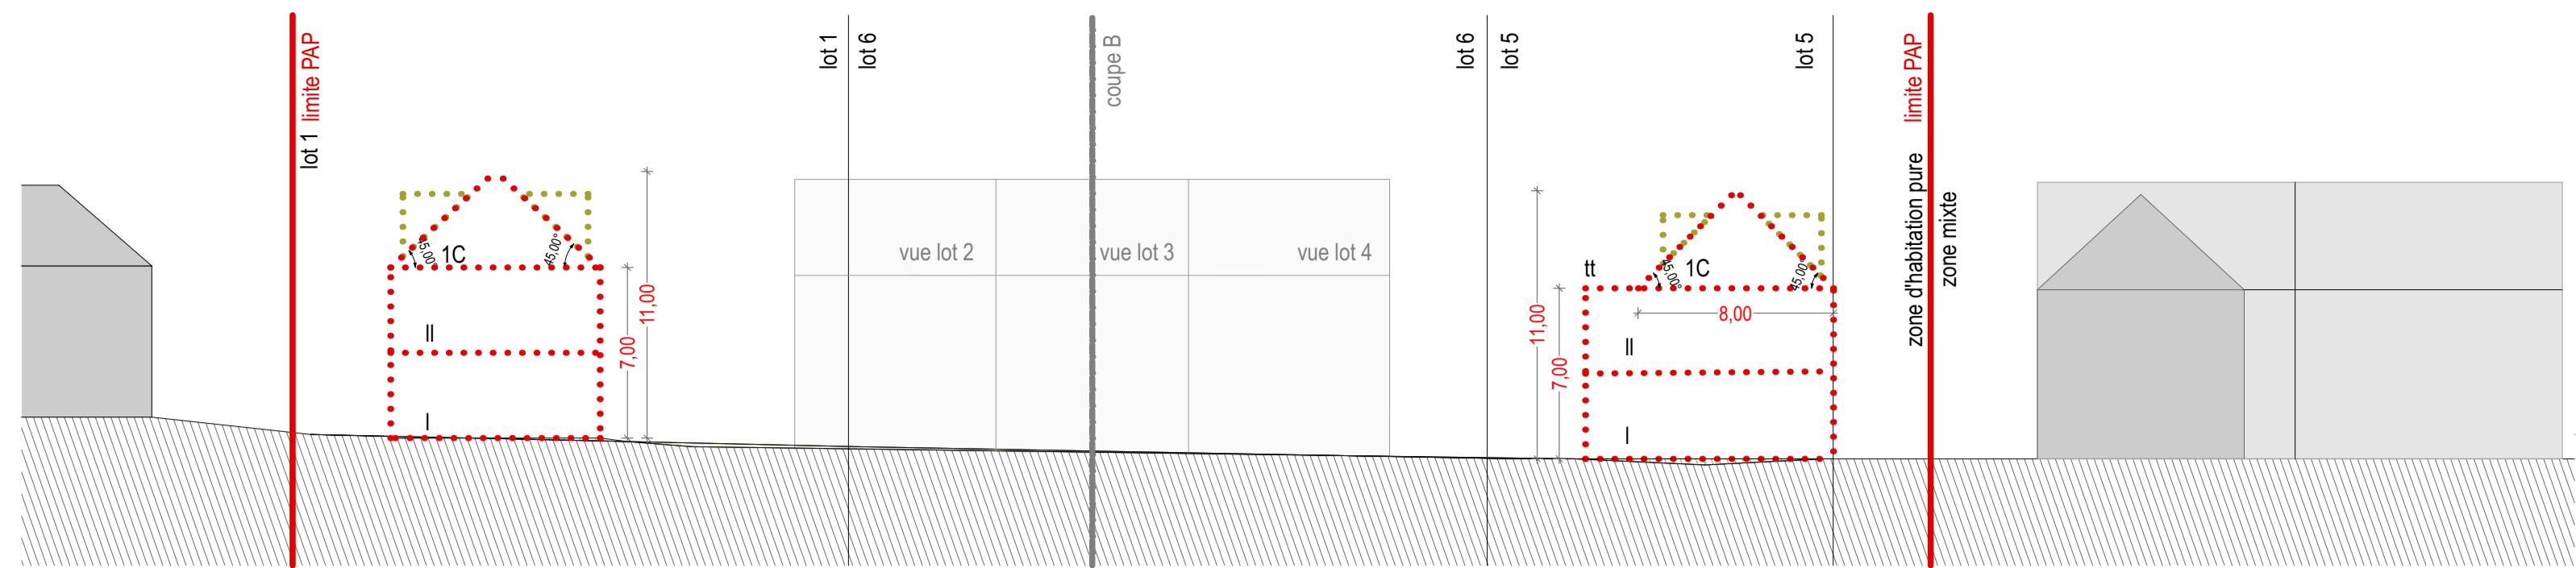 limite PAP
lot 1
lot 1
lot 6
coupe B
lot 6
lot 5
lot 5
limite PAP
zone d'habitation pure
zone mixte
45,00°
1C
45,00°
II
I
7,00
11,00
vue lot 2
vue lot 3
vue lot 4
tt
45,00°
1C
45,00°
8,00
11,00
7,00
II
I